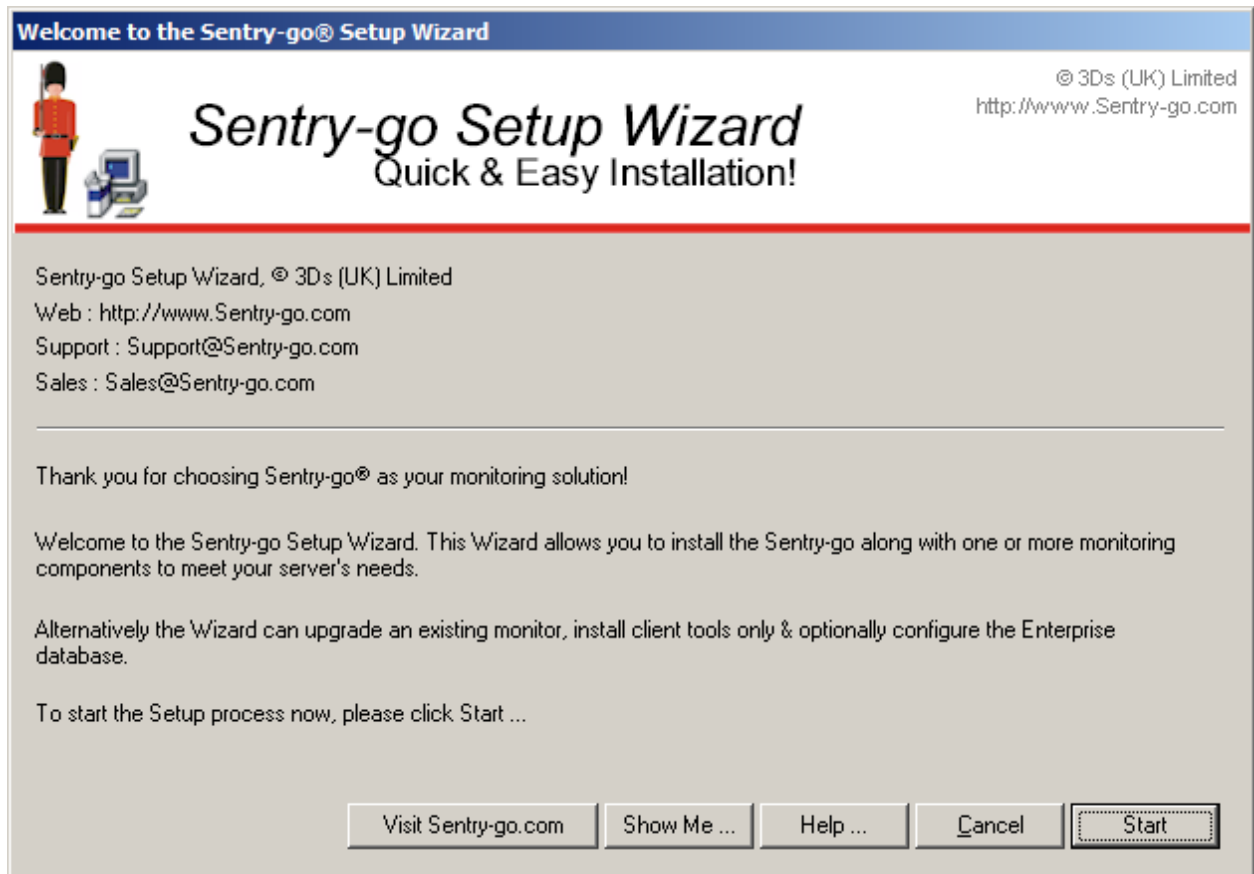 Welcome to the Sentry-go® Setup Wizard
© 3Ds (UK) Limited
http://www.Sentry-go.com
Sentry-go Setup Wizard
Quick & Easy Installation!
Sentry-go Setup Wizard, © 3Ds (UK) Limited
Web : http://www.Sentry-go.com
Support : Support@Sentry-go.com
Sales : Sales@Sentry-go.com
Thank you for choosing Sentry-go® as your monitoring solution!
Welcome to the Sentry-go Setup Wizard. This Wizard allows you to install the Sentry-go along with one or more monitoring
components to meet your server's needs.
Alternatively the Wizard can upgrade an existing monitor, install client tools only & optionally configure the Enterprise
database.
To start the Setup process now, please click Start ...
Visit Sentry-go.com Show Me ... Help ... Cancel Start